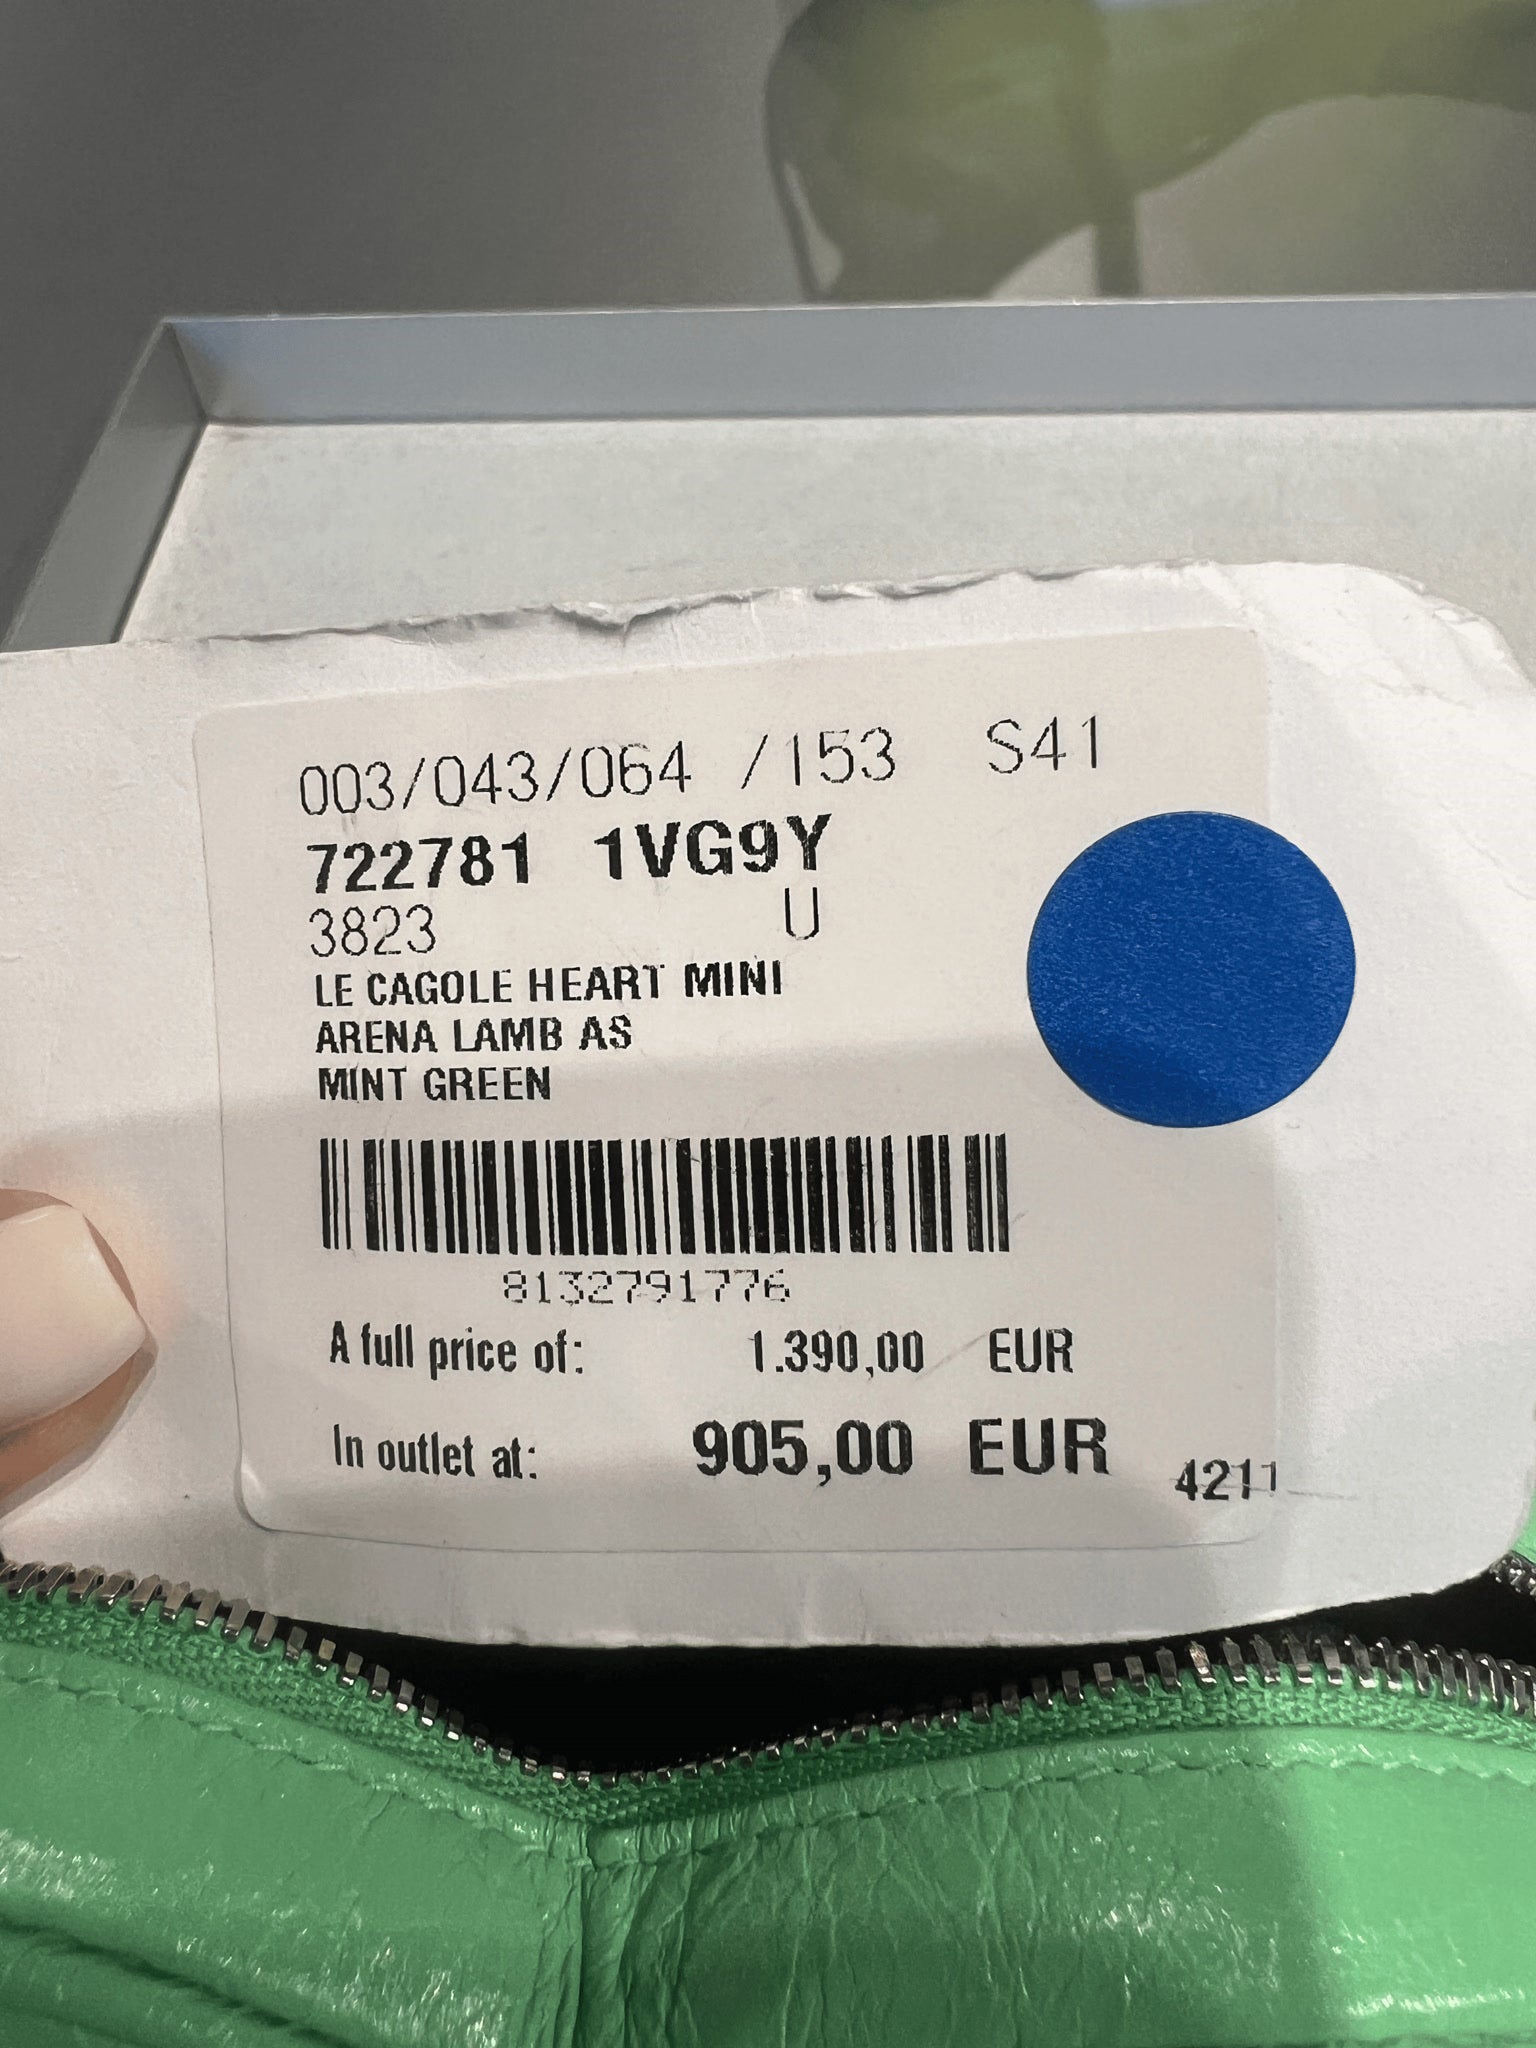 003/043/064 /153 S41
722781 1VG9Y
3823 U
LE CAGOLE HEART MINI
ARENA LAMB AS
MINT GREEN
8132791776
A full price of: 1.390,00 EUR
In outlet at: 905,00 EUR
4211